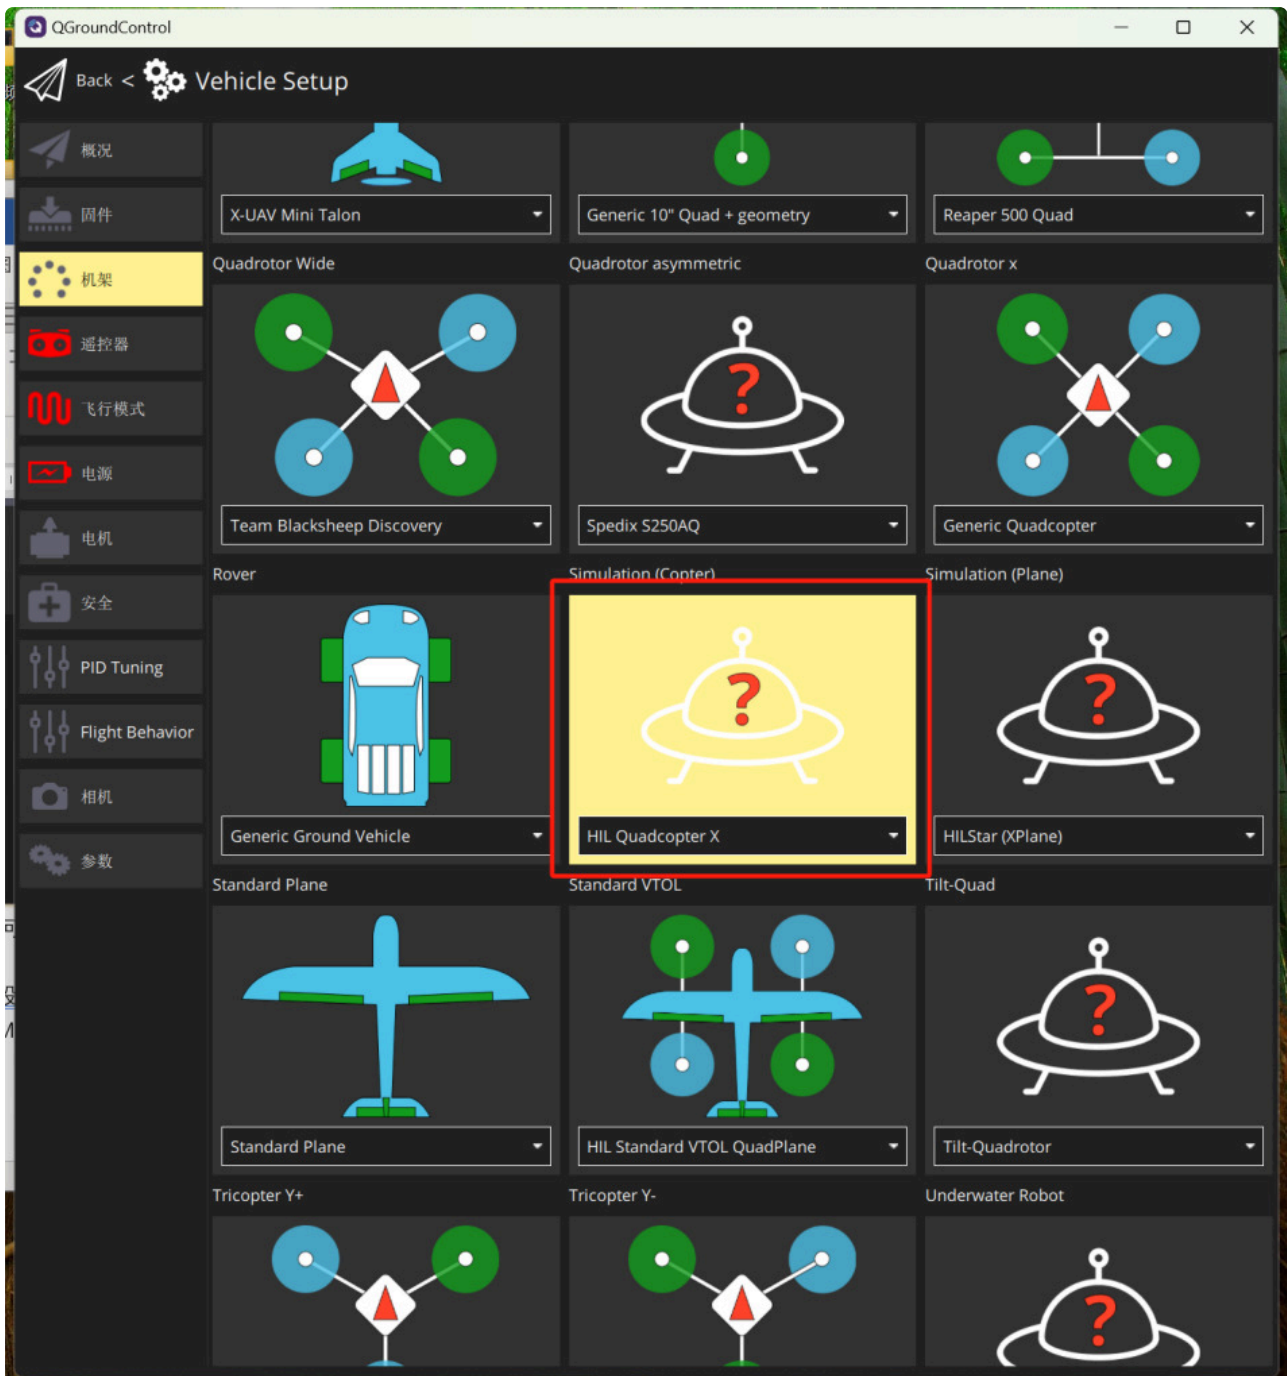 QGroundControl
Back < Vehicle Setup
概况
固件
机架
遥控器
飞行模式
电源
电机
安全
PID Tuning
Flight Behavior
相机
参数
X-UAV Mini Talon
Generic 10" Quad + geometry
Reaper 500 Quad
Quadrotor Wide
Quadrotor asymmetric
Quadrotor x
?
Team Blacksheep Discovery
Spedix S250AQ
Generic Quadcopter
Rover
Simulation (Copter)
Simulation (Plane)
?
?
Generic Ground Vehicle
HIL Quadcopter X
HILStar (XPlane)
Standard Plane
Standard VTOL
Tilt-Quad
?
Standard Plane
HIL Standard VTOL QuadPlane
Tilt-Quadrotor
Tricopter Y+
Tricopter Y-
Underwater Robot
?